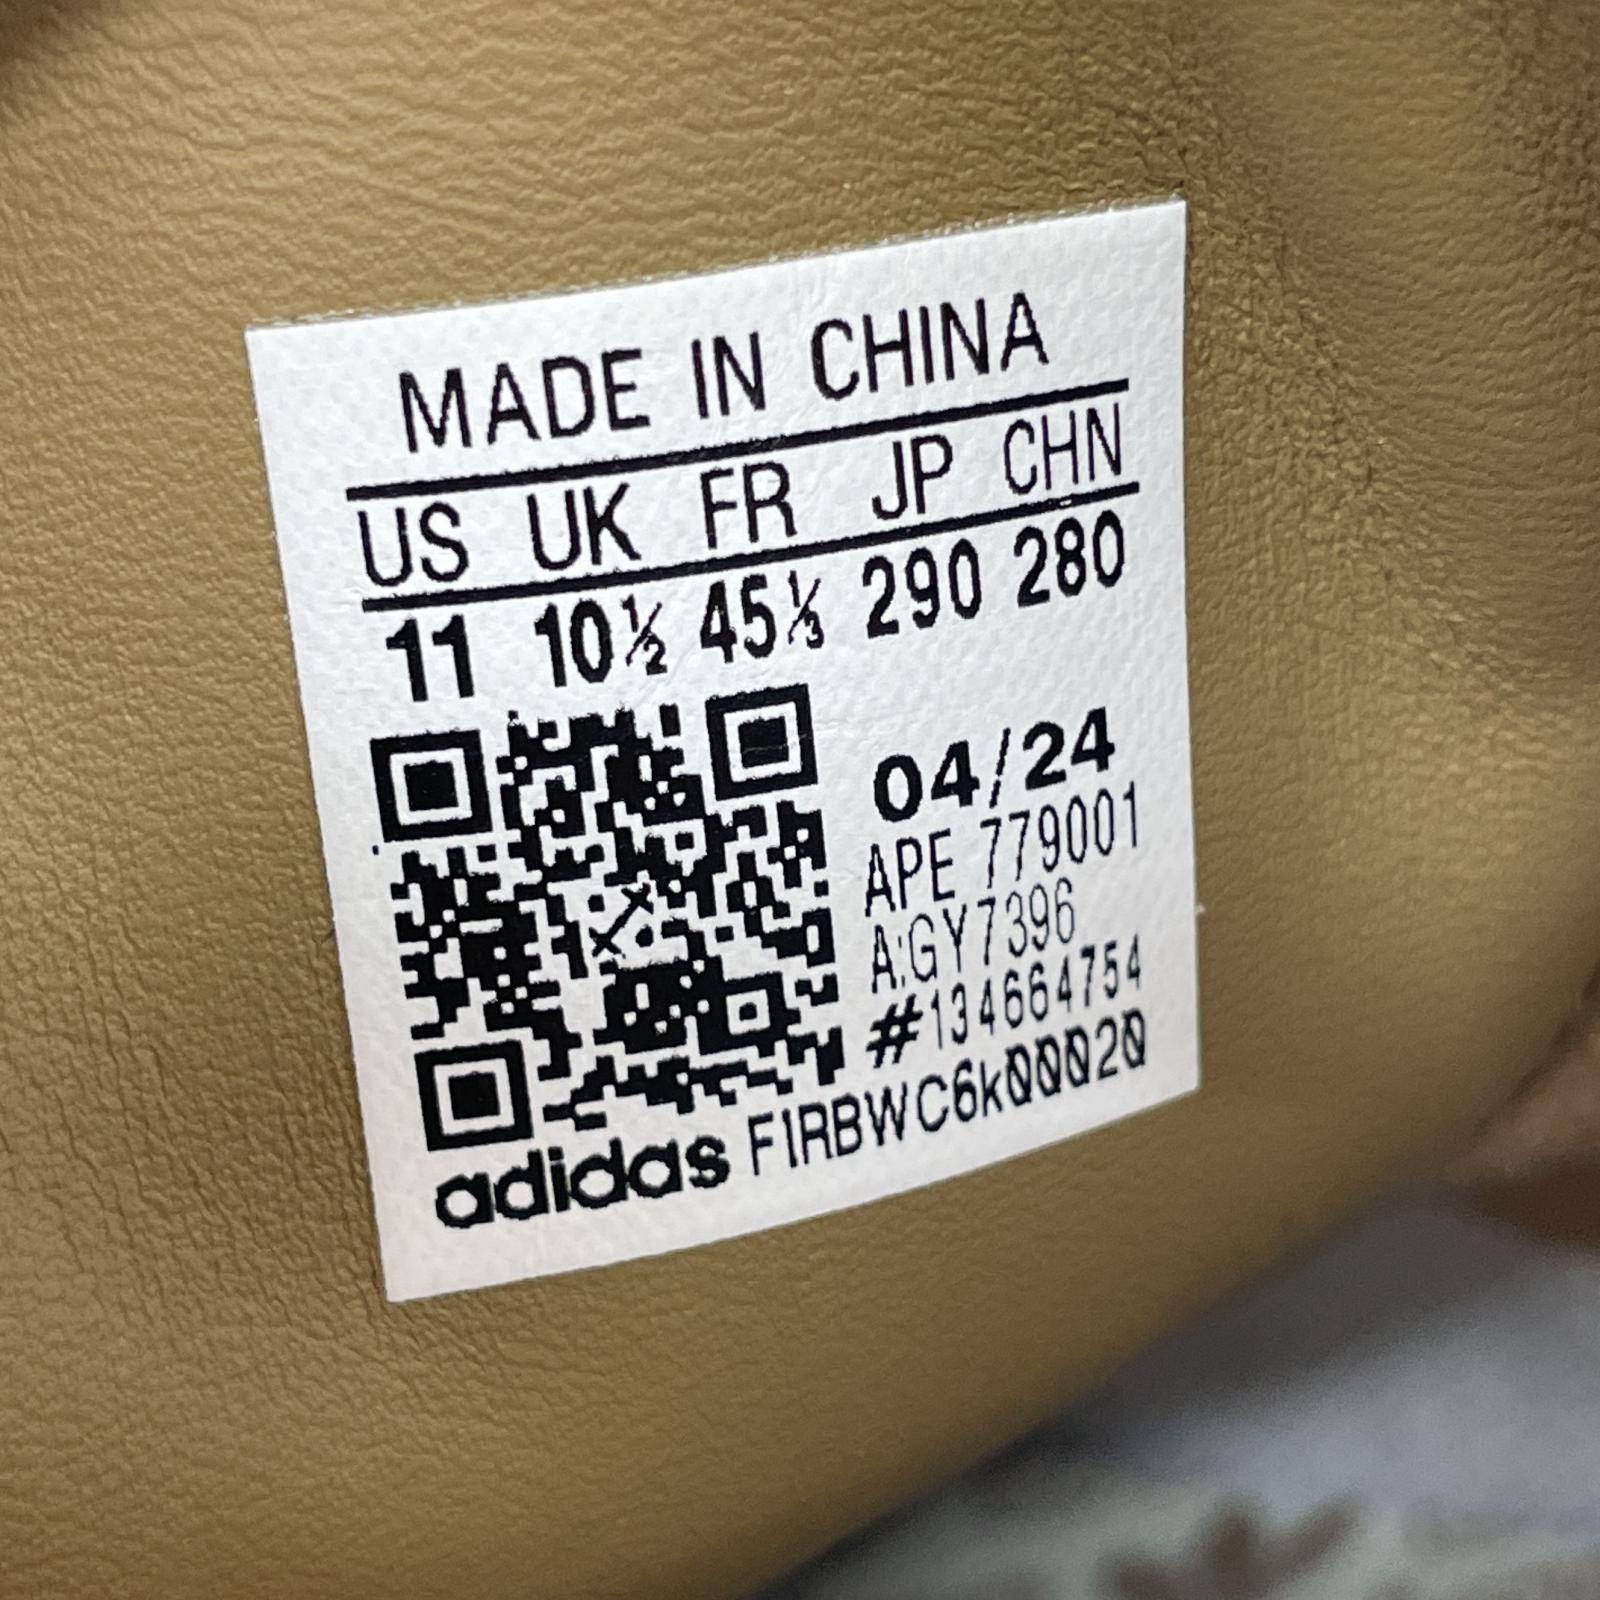 MADE IN CHINA
US UK FR JP CHN
11 10½ 45⅓ 290 280
04/24
APE 779001
A:GY7396
#134664754
adidas F1RBWC6k00020